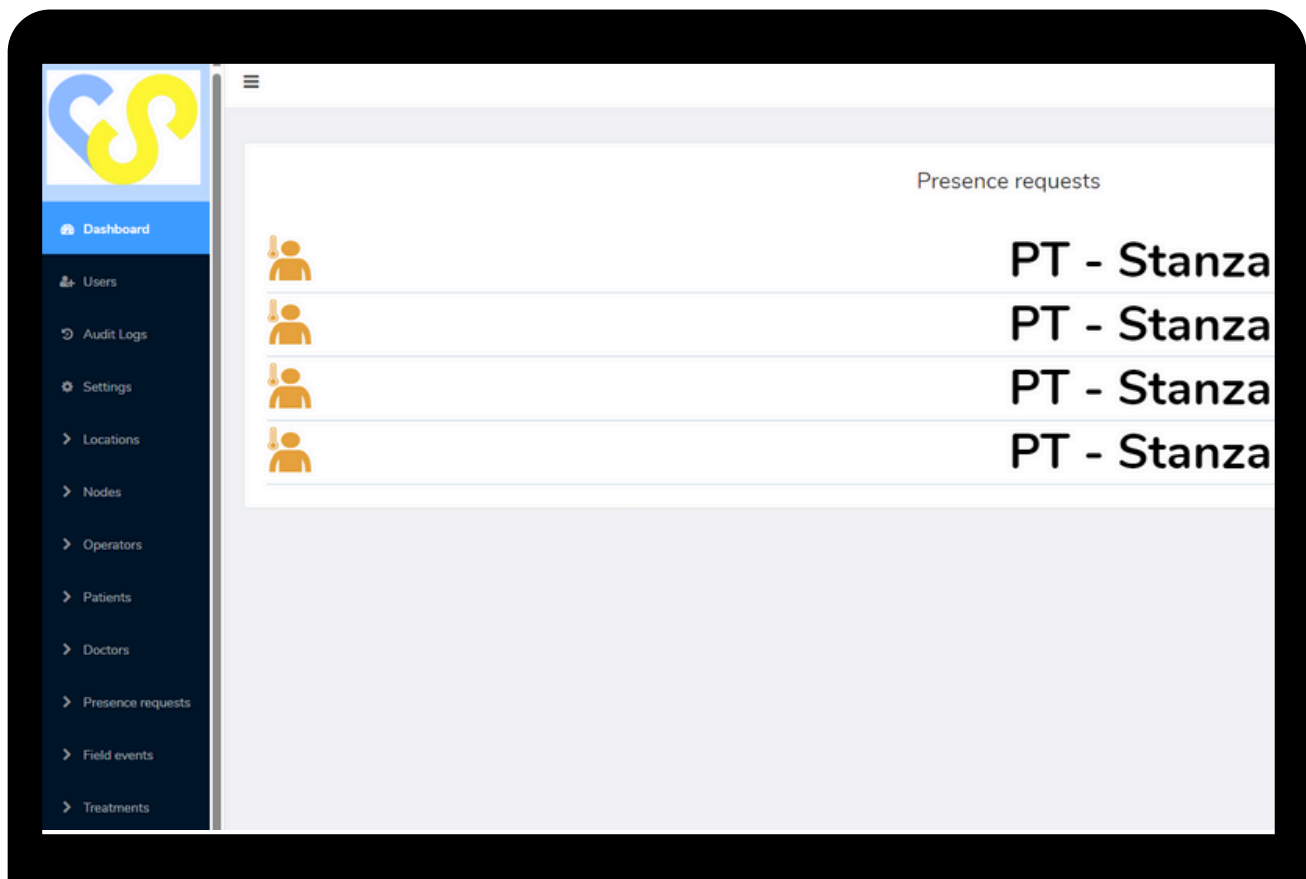 Dashboard
Users
Audit Logs
Settings
Locations
Nodes
Operators
Patients
Doctors
Presence requests
Field events
Treatments
Presence requests
PT - Stanza
PT - Stanza
PT - Stanza
PT - Stanza